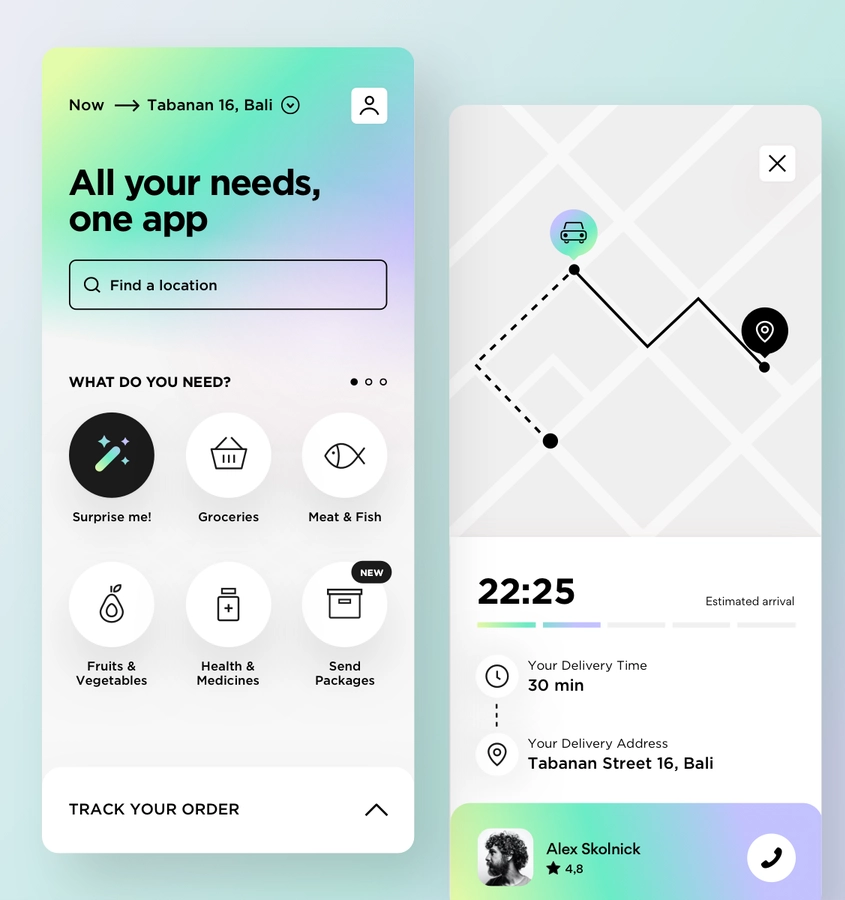 Now → Tabanan 16, Bali
All your needs,
one app
Find a location
WHAT DO YOU NEED?
Surprise me!
Groceries
Meat & Fish
NEW
Fruits &
Vegetables
Health &
Medicines
Send
Packages
TRACK YOUR ORDER
22:25
Estimated arrival
Your Delivery Time
30 min
Your Delivery Address
Tabanan Street 16, Bali
Alex Skolnick
★ 4,8